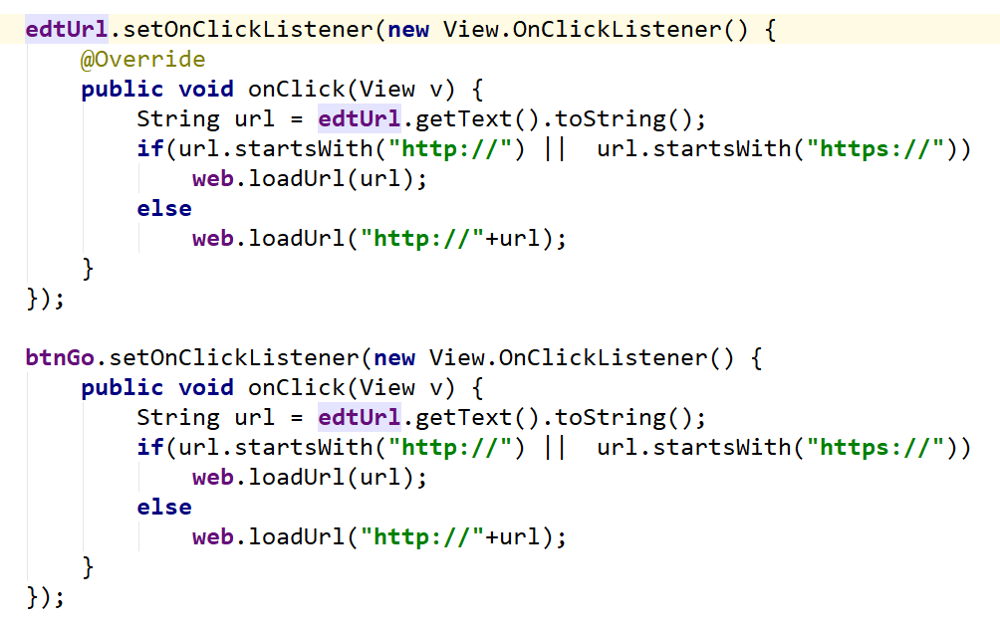 edtUrl.setOnClickListener(new View.OnClickListener() {
    @Override
    public void onClick(View v) {
        String url = edtUrl.getText().toString();
        if(url.startsWith("http://") ||  url.startsWith("https://"))
            web.loadUrl(url);
        else
            web.loadUrl("http://"+url);
    }
});

btnGo.setOnClickListener(new View.OnClickListener() {
    public void onClick(View v) {
        String url = edtUrl.getText().toString();
        if(url.startsWith("http://") ||  url.startsWith("https://"))
            web.loadUrl(url);
        else
            web.loadUrl("http://"+url);
    }
});